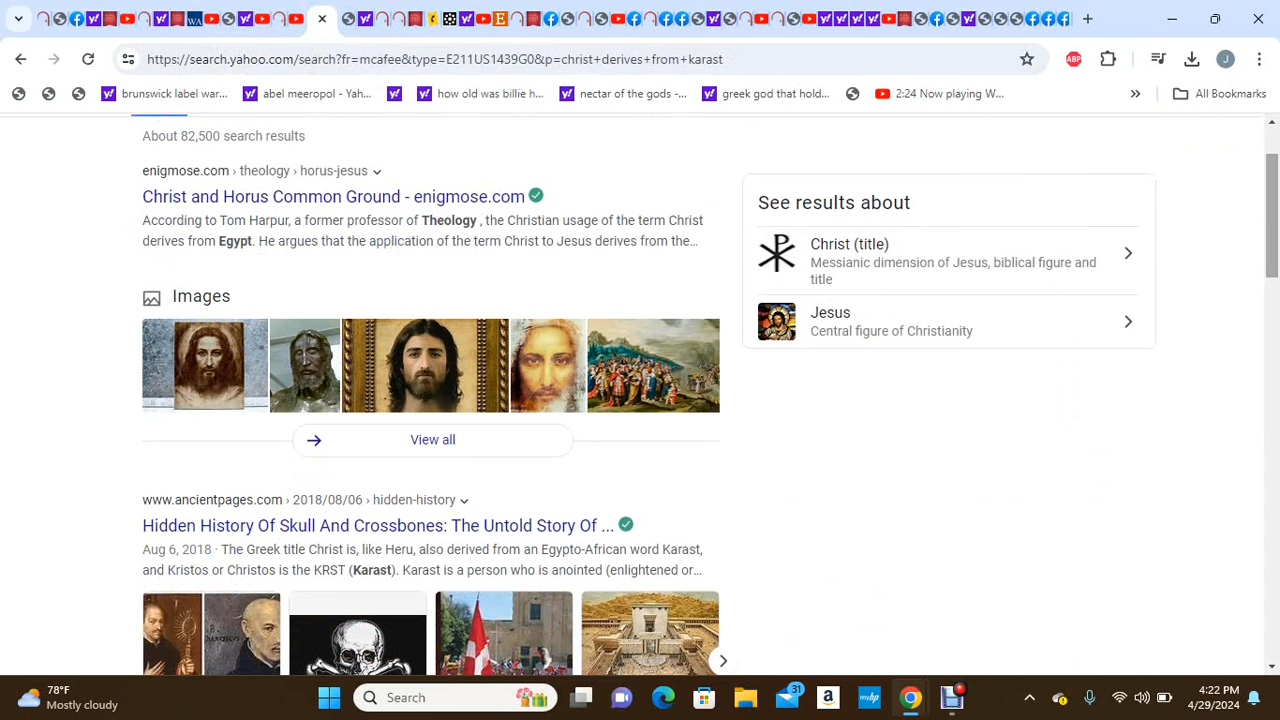 https://search.yahoo.com/search?fr=mcafee&type=E211US1439G0&p=christ+derives+from+karast
ABP
J
brunswick label war...
abel meeropol - Yah...
how old was billie h...
nectar of the gods -...
greek god that hold...
2:24 Now playing W...
»
All Bookmarks
About 82,500 search results
enigmose.com › theology › horus-jesus
Christ and Horus Common Ground - enigmose.com
According to Tom Harpur, a former professor of Theology , the Christian usage of the term Christ
derives from Egypt. He argues that the application of the term Christ to Jesus derives from the...
Images
View all
www.ancientpages.com › 2018/08/06 › hidden-history
Hidden History Of Skull And Crossbones: The Untold Story Of ...
Aug 6, 2018 · The Greek title Christ is, like Heru, also derived from an Egypto-African word Karast,
and Kristos or Christos is the KRST (Karast). Karast is a person who is anointed (enlightened or...
See results about
Christ (title)
Messianic dimension of Jesus, biblical figure and
title
Jesus
Central figure of Christianity
78°F
Mostly cloudy
Search
31
4:22 PM
4/29/2024